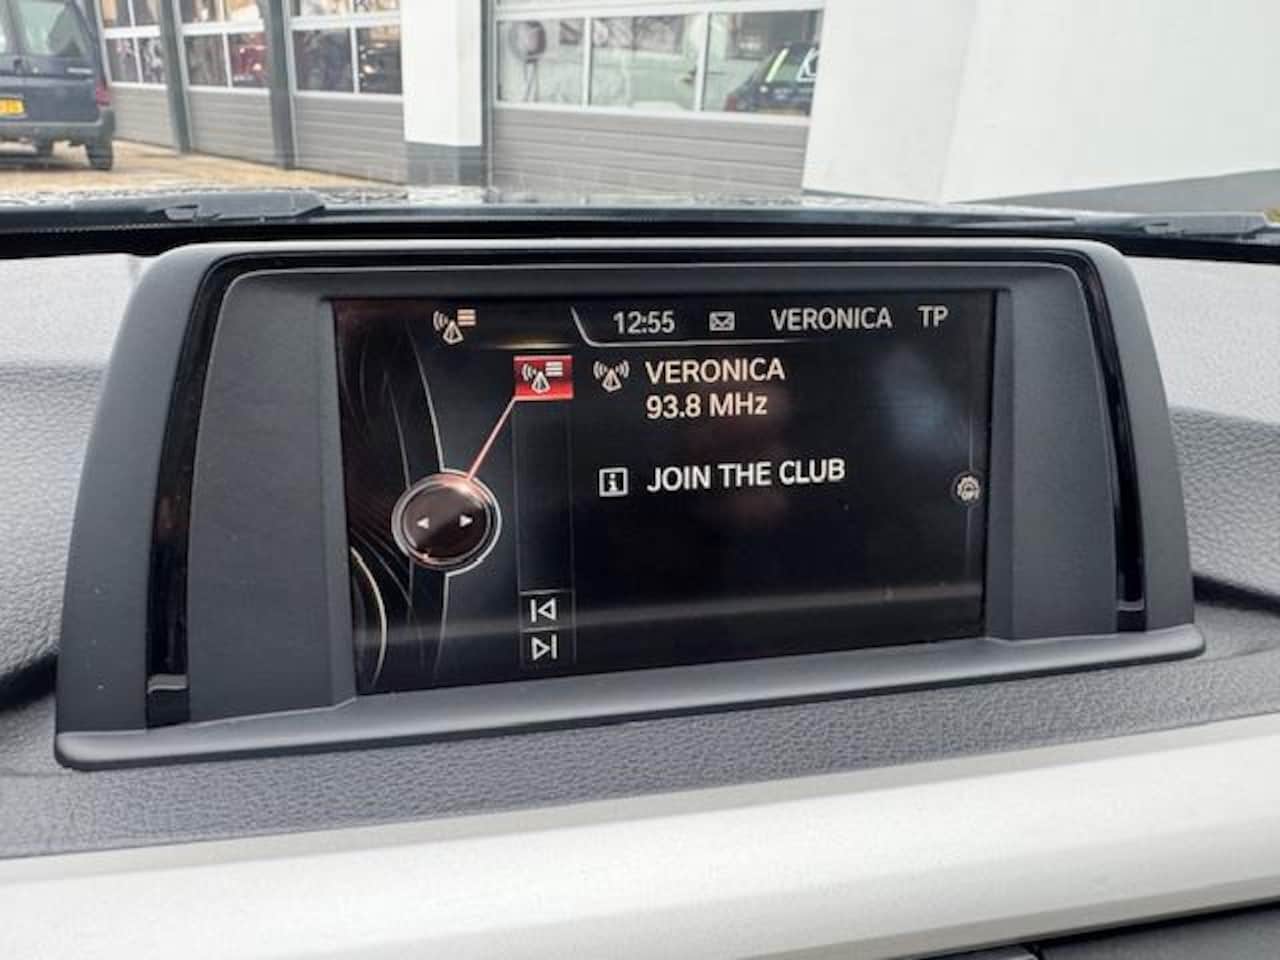 12:55 VERONICA TP
VERONICA
93.8 MHz
JOIN THE CLUB